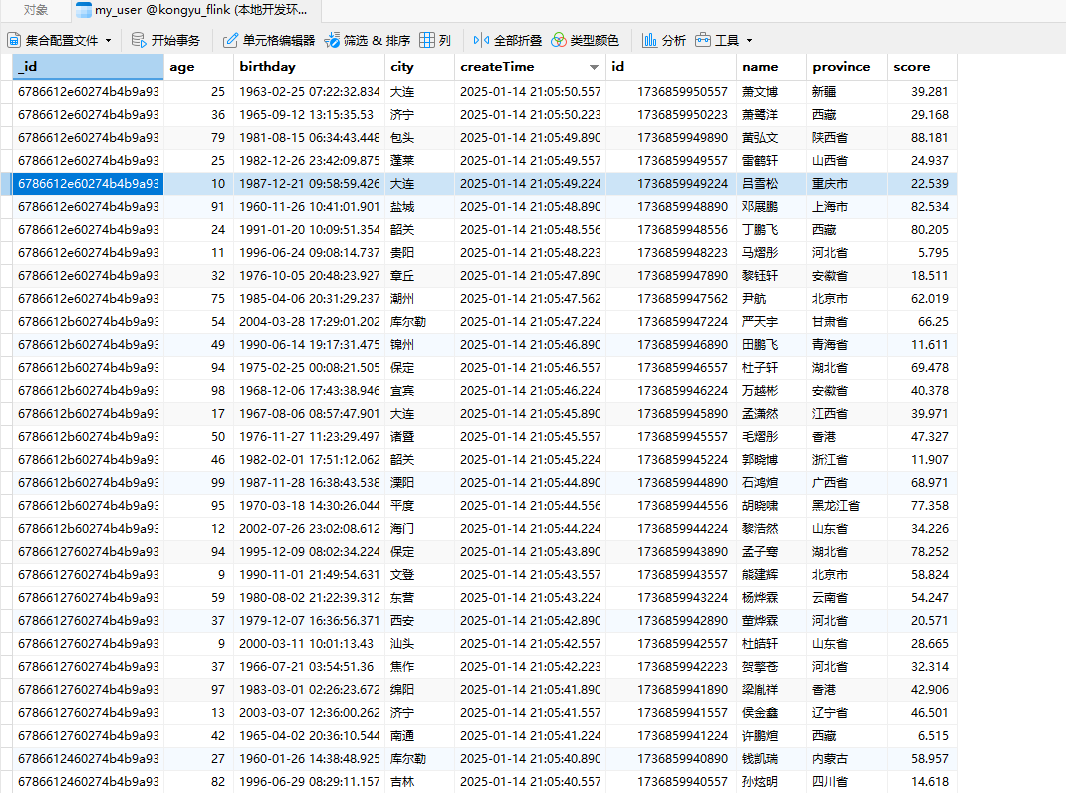 对象 my_user @kongyu_flink (本地开发环...
集合配置文件 开始事务 单元格编辑器 筛选 & 排序 列 全部折叠 类型颜色 分析 工具
_id age birthday city createTime id name province score
6786612e60274b4b9a93 25 1963-02-25 07:22:32.834 大连 2025-01-14 21:05:50.557 1736859950557 萧文博 新疆 39.281
6786612e60274b4b9a93 36 1965-09-12 13:15:35.53 济宁 2025-01-14 21:05:50.223 1736859950223 萧鹭洋 西藏 29.168
6786612e60274b4b9a93 79 1981-08-15 06:34:43.448 包头 2025-01-14 21:05:49.890 1736859949890 黄弘文 陕西省 88.181
6786612e60274b4b9a93 25 1982-12-26 23:42:09.875 蓬莱 2025-01-14 21:05:49.557 1736859949557 雷鹤轩 山西省 24.937
6786612e60274b4b9a93 10 1987-12-21 09:58:59.426 大连 2025-01-14 21:05:49.224 1736859949224 吕雪松 重庆市 22.539
6786612e60274b4b9a93 91 1960-11-26 10:41:01.901 盐城 2025-01-14 21:05:48.890 1736859948890 邓展鹏 上海市 82.534
6786612e60274b4b9a93 24 1991-01-20 10:09:51.354 韶关 2025-01-14 21:05:48.556 1736859948556 丁鹏飞 西藏 80.205
6786612e60274b4b9a93 11 1996-06-24 09:08:14.737 贵阳 2025-01-14 21:05:48.223 1736859948223 马熠彤 河北省 5.795
6786612e60274b4b9a93 32 1976-10-05 20:48:23.927 章丘 2025-01-14 21:05:47.890 1736859947890 黎钰轩 安徽省 18.511
6786612e60274b4b9a93 75 1985-04-06 20:31:29.237 潮州 2025-01-14 21:05:47.562 1736859947562 尹航 北京市 62.019
6786612b60274b4b9a93 54 2004-03-28 17:29:01.202 库尔勒 2025-01-14 21:05:47.224 1736859947224 严天宇 甘肃省 66.25
6786612b60274b4b9a93 49 1990-06-14 19:17:31.475 锦州 2025-01-14 21:05:46.890 1736859946890 田鹏飞 青海省 11.611
6786612b60274b4b9a93 94 1975-02-25 00:08:21.505 保定 2025-01-14 21:05:46.557 1736859946557 杜子轩 湖北省 69.478
6786612b60274b4b9a93 98 1968-12-06 17:43:38.946 宜宾 2025-01-14 21:05:46.224 1736859946224 万越彬 安徽省 40.378
6786612b60274b4b9a93 17 1967-08-06 08:57:47.901 大连 2025-01-14 21:05:45.890 1736859945890 孟潇然 江西省 39.971
6786612b60274b4b9a93 50 1976-11-27 11:23:29.497 诸暨 2025-01-14 21:05:45.557 1736859945557 毛熠彤 香港 47.327
6786612b60274b4b9a93 46 1982-02-01 17:51:12.062 韶关 2025-01-14 21:05:45.224 1736859945224 郭晓博 浙江省 11.907
6786612b60274b4b9a93 99 1987-11-28 16:38:43.538 溧阳 2025-01-14 21:05:44.890 1736859944890 石鸿煊 广西省 68.971
6786612b60274b4b9a93 95 1970-03-18 14:30:26.044 平度 2025-01-14 21:05:44.556 1736859944556 胡晓啸 黑龙江省 77.358
6786612b60274b4b9a93 12 2002-07-26 23:02:08.612 海门 2025-01-14 21:05:44.224 1736859944224 黎浩然 山东省 34.226
6786612760274b4b9a93 94 1995-12-09 08:02:34.224 保定 2025-01-14 21:05:43.890 1736859943890 孟子骞 湖北省 78.252
6786612760274b4b9a93 9 1990-11-01 21:49:54.631 文登 2025-01-14 21:05:43.557 1736859943557 熊建辉 北京市 58.824
6786612760274b4b9a93 59 1980-08-02 21:22:39.312 东营 2025-01-14 21:05:43.224 1736859943224 杨烨霖 云南省 54.247
6786612760274b4b9a93 37 1979-12-07 16:36:56.371 西安 2025-01-14 21:05:42.890 1736859942890 董烨霖 河北省 20.571
6786612760274b4b9a93 9 2000-03-11 10:01:13.43 汕头 2025-01-14 21:05:42.557 1736859942557 杜皓轩 山东省 28.665
6786612760274b4b9a93 37 1966-07-21 03:54:51.36 焦作 2025-01-14 21:05:42.223 1736859942223 贺擎苍 河北省 32.314
6786612760274b4b9a93 97 1983-03-01 02:26:23.672 绵阳 2025-01-14 21:05:41.890 1736859941890 梁胤祥 香港 42.906
6786612760274b4b9a93 13 2003-03-07 12:36:00.262 济宁 2025-01-14 21:05:41.557 1736859941557 侯金鑫 辽宁省 46.501
6786612760274b4b9a93 42 1965-04-02 20:36:10.544 南通 2025-01-14 21:05:41.224 1736859941224 许鹏煊 西藏 6.515
6786612460274b4b9a93 27 1960-01-26 14:38:48.925 库尔勒 2025-01-14 21:05:40.890 1736859940890 钱凯瑞 内蒙古 58.957
6786612460274b4b9a93 82 1996-06-29 08:29:11.157 吉林 2025-01-14 21:05:40.557 1736859940557 孙炫明 四川省 14.618